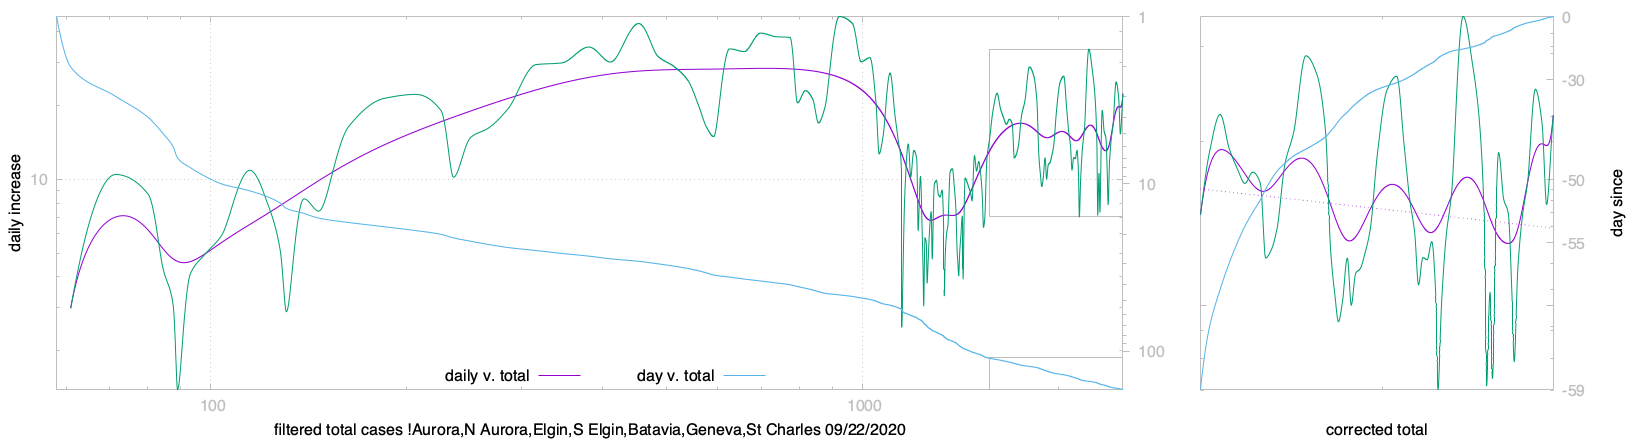 1
0
-30
daily increase
10
10
-50
day since
-55
100
daily v. total
day v. total
-59
100
1000
filtered total cases !Aurora,N Aurora,Elgin,S Elgin,Batavia,Geneva,St Charles 09/22/2020
corrected total